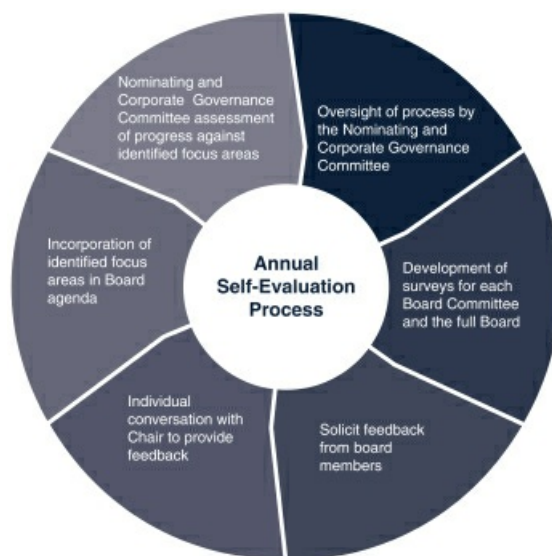 Nominating and
Corporate Governance
Committee assessment
of progress against
identified focus areas
Oversight of process by
the Nominating and
Corporate Governance
Committee
Development of
surveys for each
Board Committee
and the full Board
Solicit feedback
from board
members
Individual
conversation with
Chair to provide
feedback
Incorporation of
identified focus
areas in Board
agenda
Annual
Self-Evaluation
Process